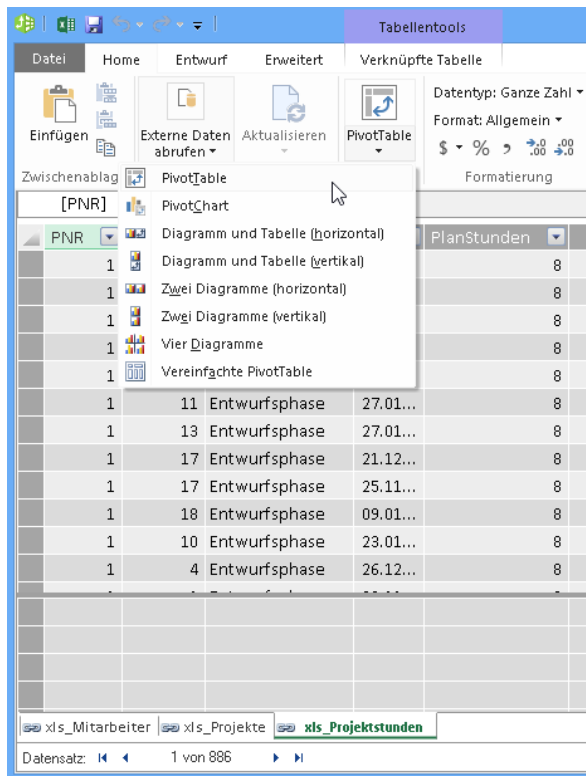 Tabellentools
Datei Home Entwurf Erweitert Verknüpfte Tabelle
Einfügen
Externe Daten abrufen
Aktualisieren
PivotTable
Datentyp: Ganze Zahl
Format: Allgemein
$ % , ,0 ,00 ,00 ,0
Zwischenablag
Formatierung
PivotTable
PivotChart
Diagramm und Tabelle (horizontal)
Diagramm und Tabelle (vertikal)
Zwei Diagramme (horizontal)
Zwei Diagramme (vertikal)
Vier Diagramme
Vereinfachte PivotTable
[PNR]
PNR PlanStunden
1 8
1 8
1 8
1 8
1 8
1 11 Entwurfsphase 27.01... 8
1 13 Entwurfsphase 27.01... 8
1 17 Entwurfsphase 21.12... 8
1 17 Entwurfsphase 25.11... 8
1 18 Entwurfsphase 09.01... 8
1 10 Entwurfsphase 23.01... 8
1 4 Entwurfsphase 26.12... 8
xls_Mitarbeiter xls_Projekte xls_Projektstunden
Datensatz: 1 von 886